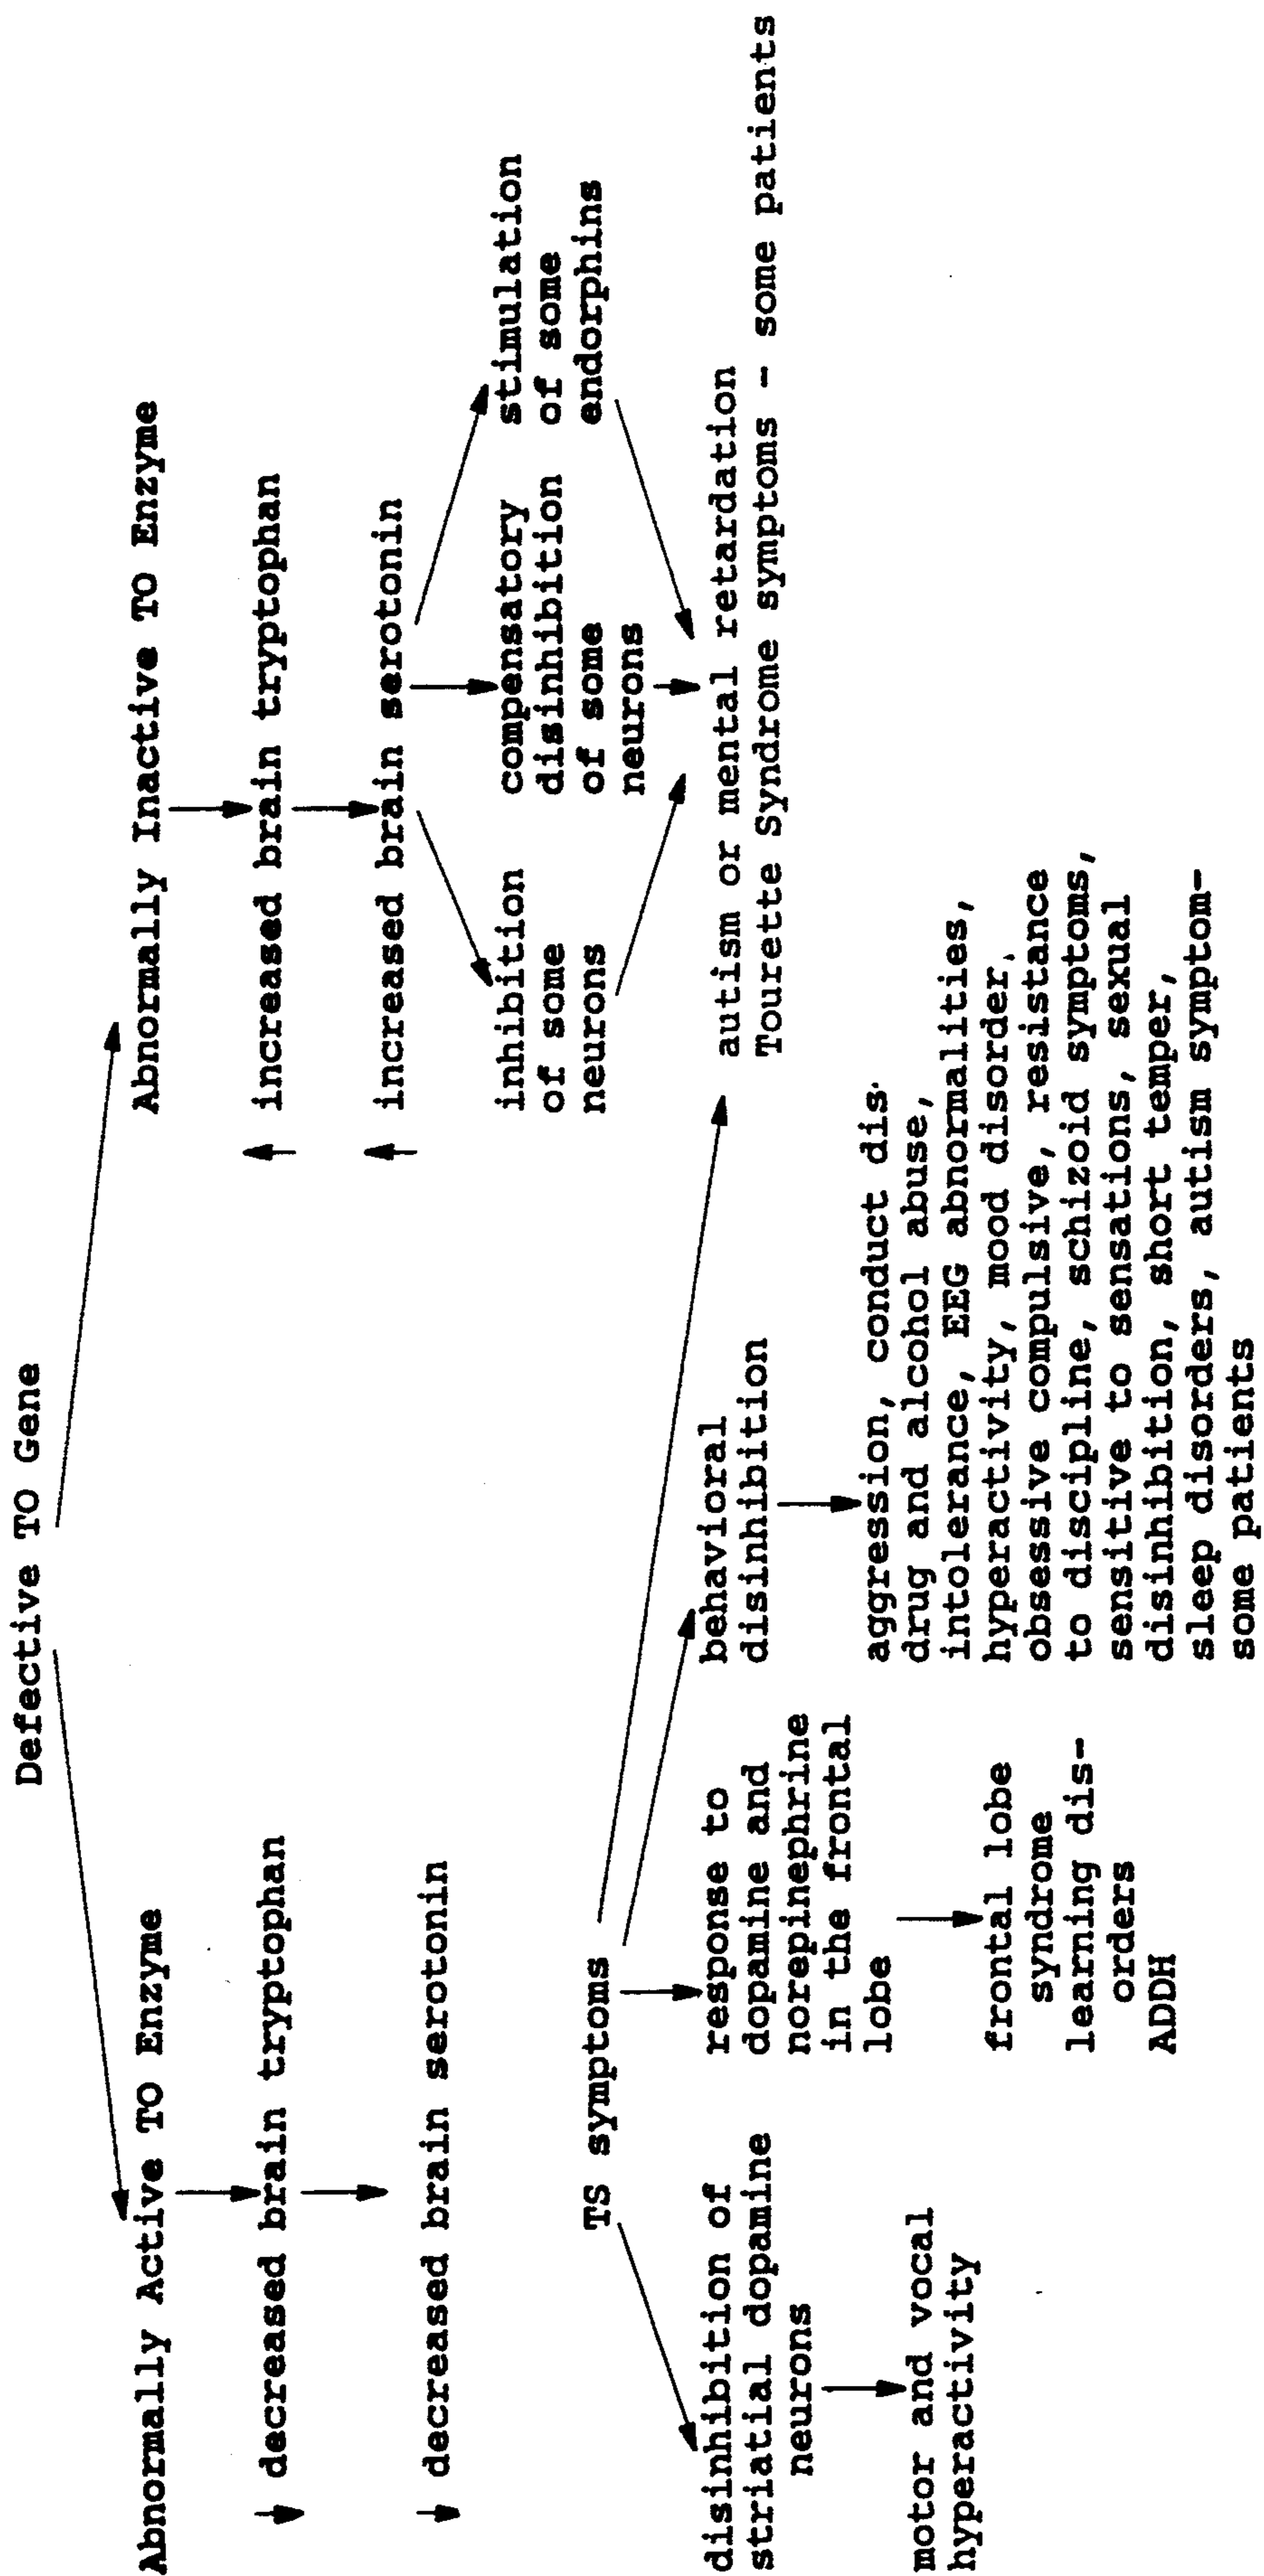 Defective TO Gene
Abnormally Active TO Enzyme
decreased brain tryptophan
decreased brain serotonin
TS symptoms
disinhibition of
striatial dopamine
neurons
motor and vocal
hyperactivity
response to
dopamine and
norepinephrine
in the frontal
lobe
frontal lobe
syndrome
learning dis-
orders
ADDH
behavioral
disinhibition
aggression, conduct dis.
drug and alcohol abuse,
intolerance, EEG abnormalities,
hyperactivity, mood disorder,
obsessive compulsive, resistance
to discipline, schizoid symptoms,
sensitive to sensations, sexual
disinhibition, short temper,
sleep disorders, autism symptom-
some patients
Abnormally Inactive TO Enzyme
increased brain tryptophan
increased brain serotonin
inhibition
of some
neurons
compensatory
disinhibition
of some
neurons
stimulation
of some
endorphins
autism or mental retardation
Tourette Syndrome symptoms - some patients